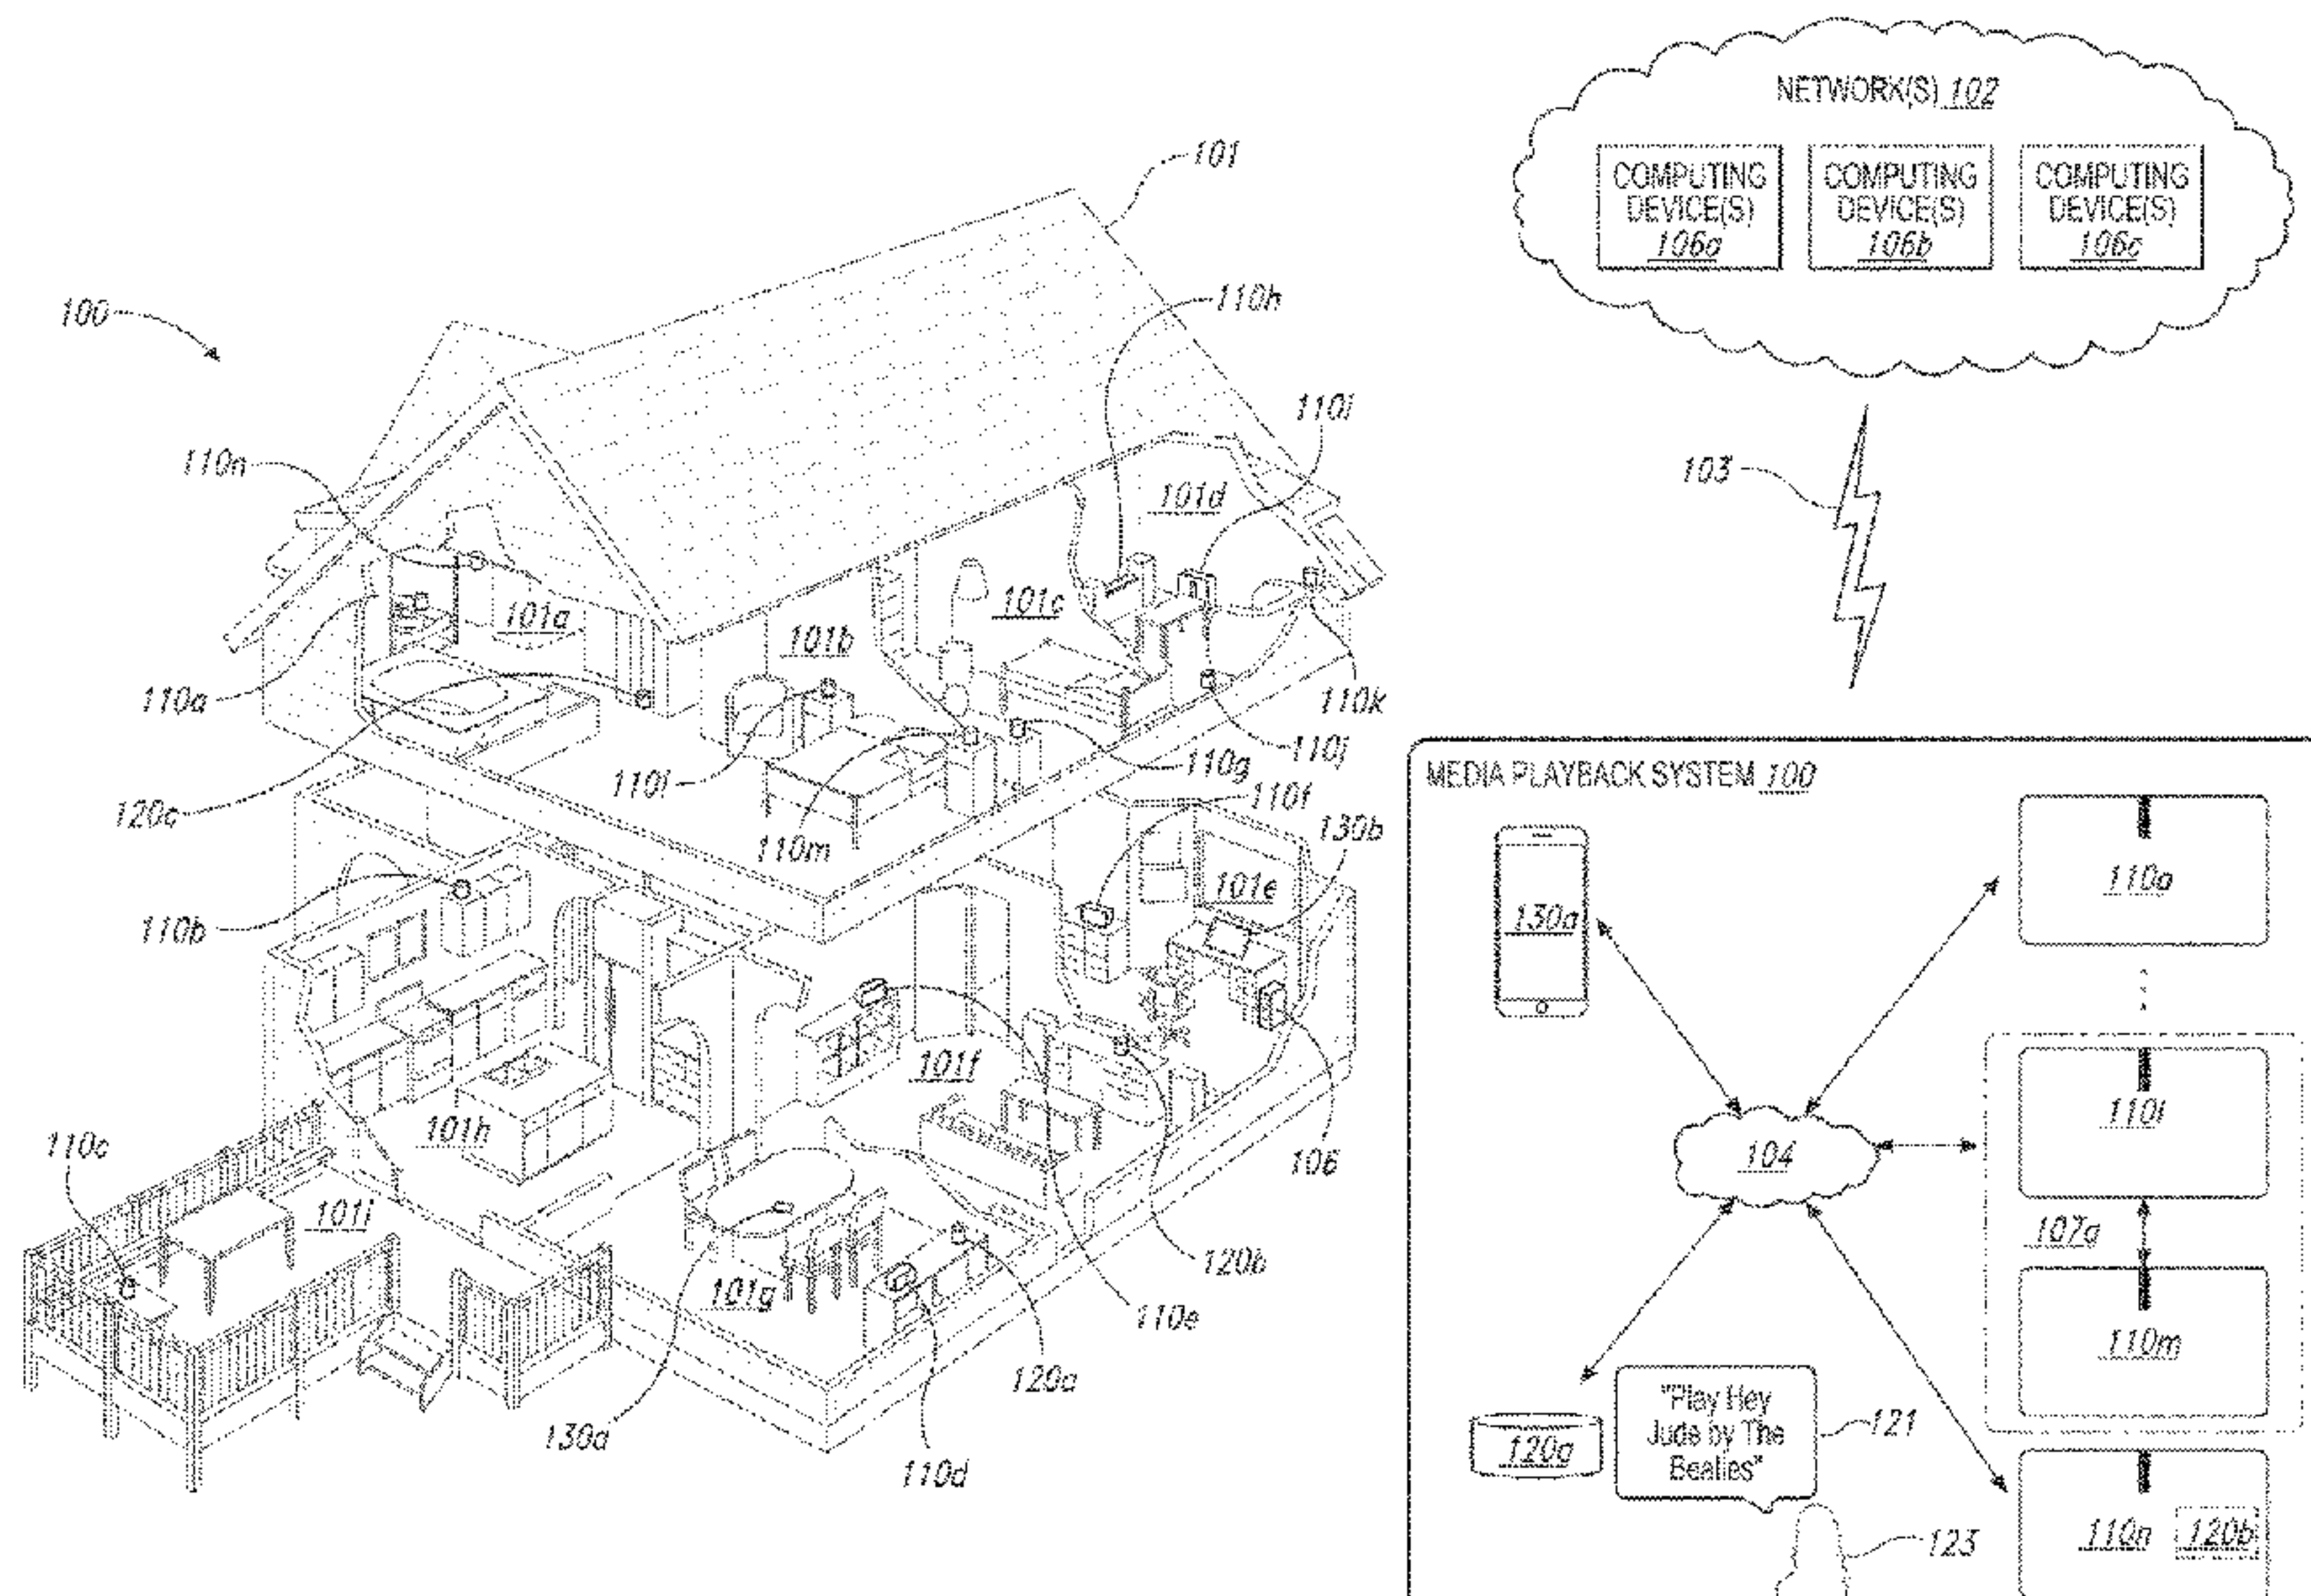 101
100
110h
110i
110n
101d
101a
101b
101c
110a
110k
110j
110l
110g
120c
110m
110f
130b
110b
101e
101f
101h
110c
106
101i
120b
101g
110e
120a
130a
110d
NETWORK(S) 102
COMPUTING
DEVICE(S)
106a
COMPUTING
DEVICE(S)
106b
COMPUTING
DEVICE(S)
106c
103
MEDIA PLAYBACK SYSTEM 100
130a
110a
110l
104
107a
110m
120a
"Play Hey
Jude by The
Beatles"
121
110n
120b
123